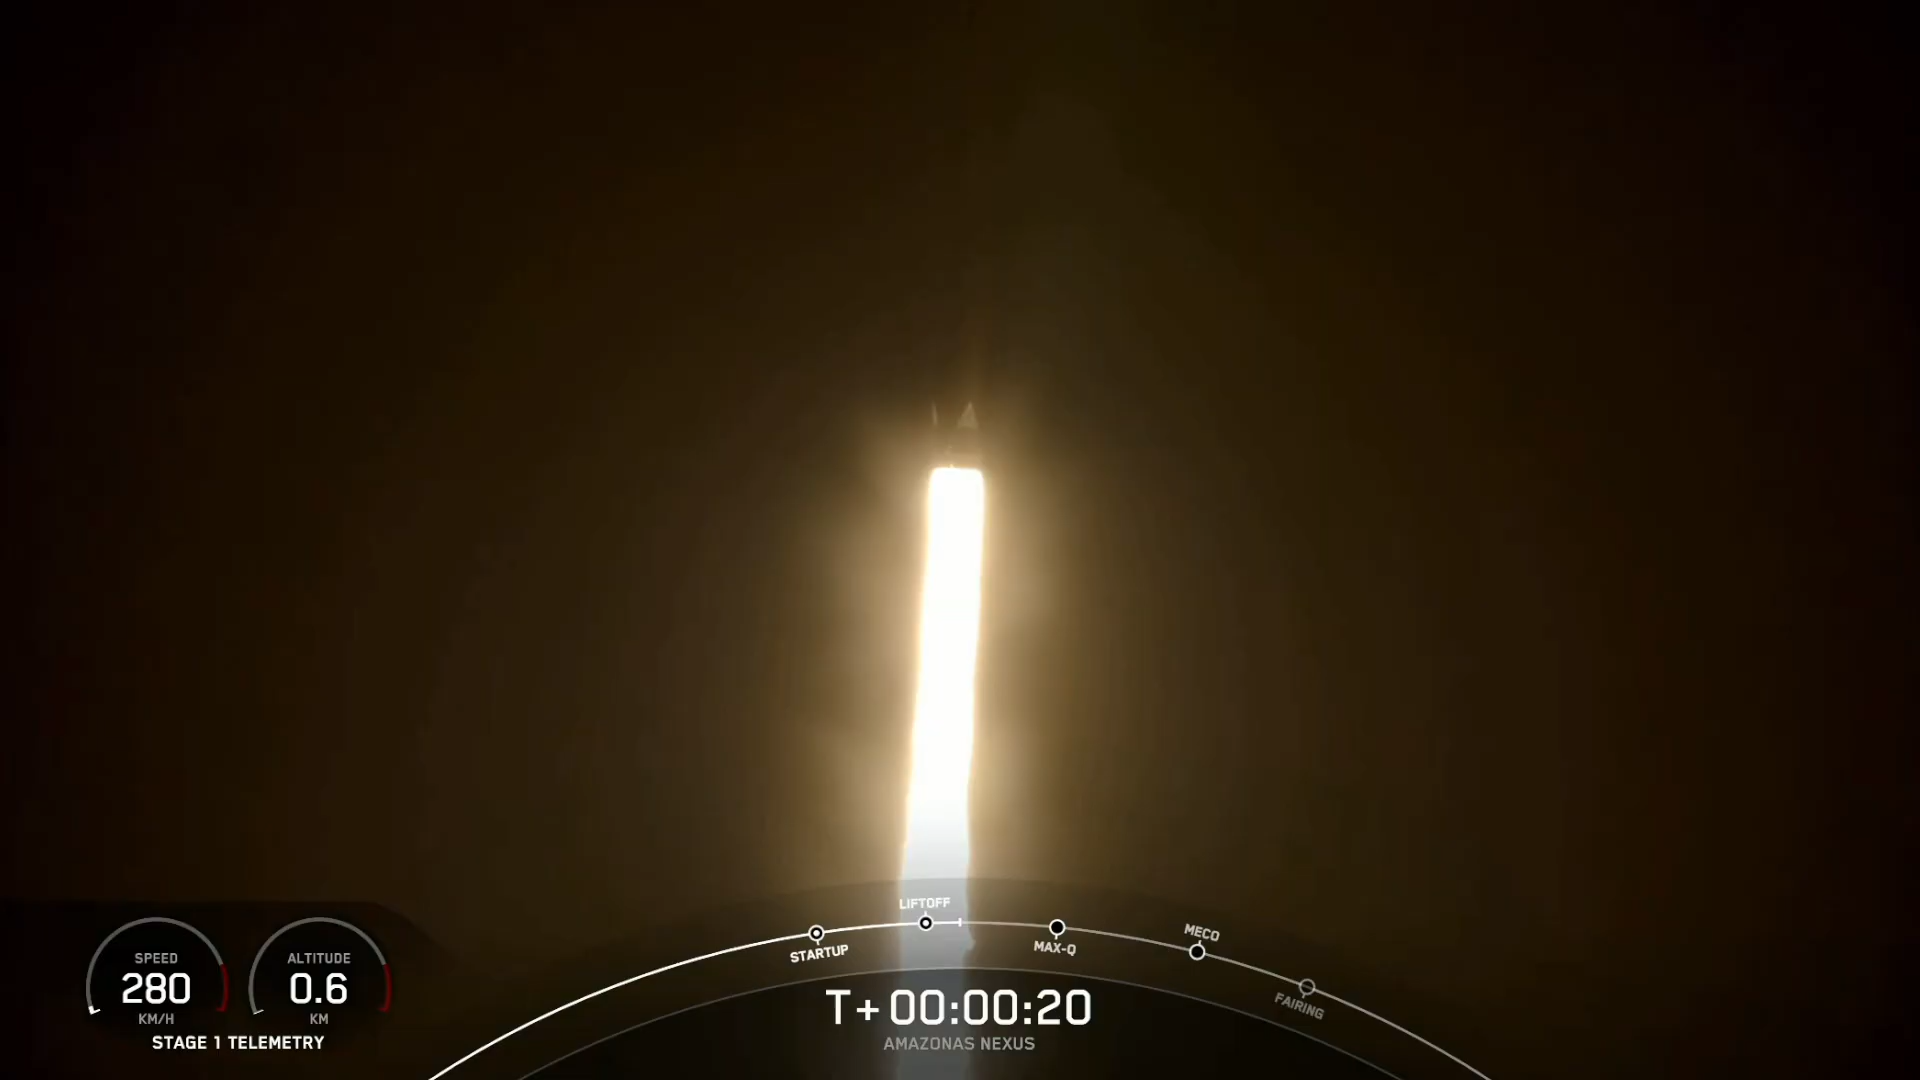 LIFTOFF
STARTUP
MAX-Q
MECO
FAIRING
SPEED
280
KM/H
ALTITUDE
0.6
KM
STAGE 1 TELEMETRY
T+00:00:20
AMAZONAS NEXUS